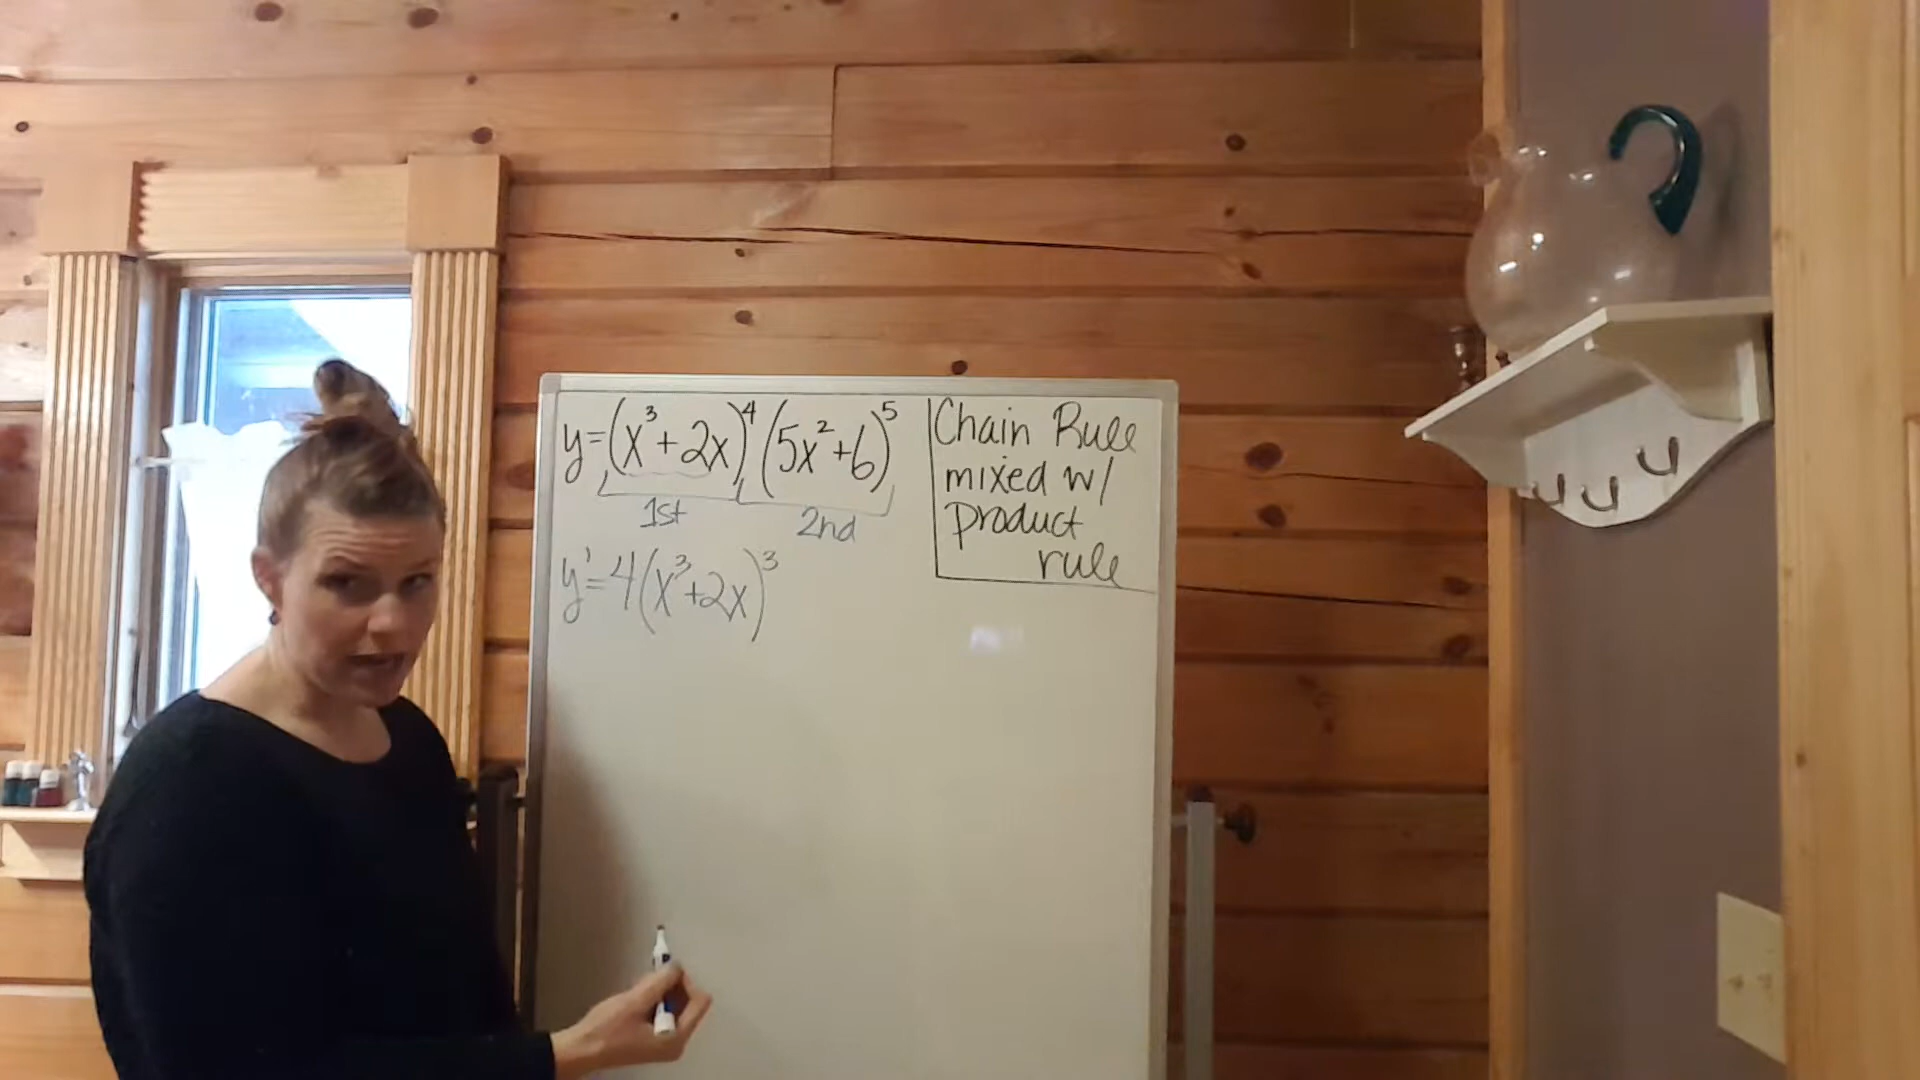 y=(x³+2x)⁴(5x²+6)⁵
1st 2nd
y'=4(x³+2x)³
Chain Rule
mixed w/
product
rule